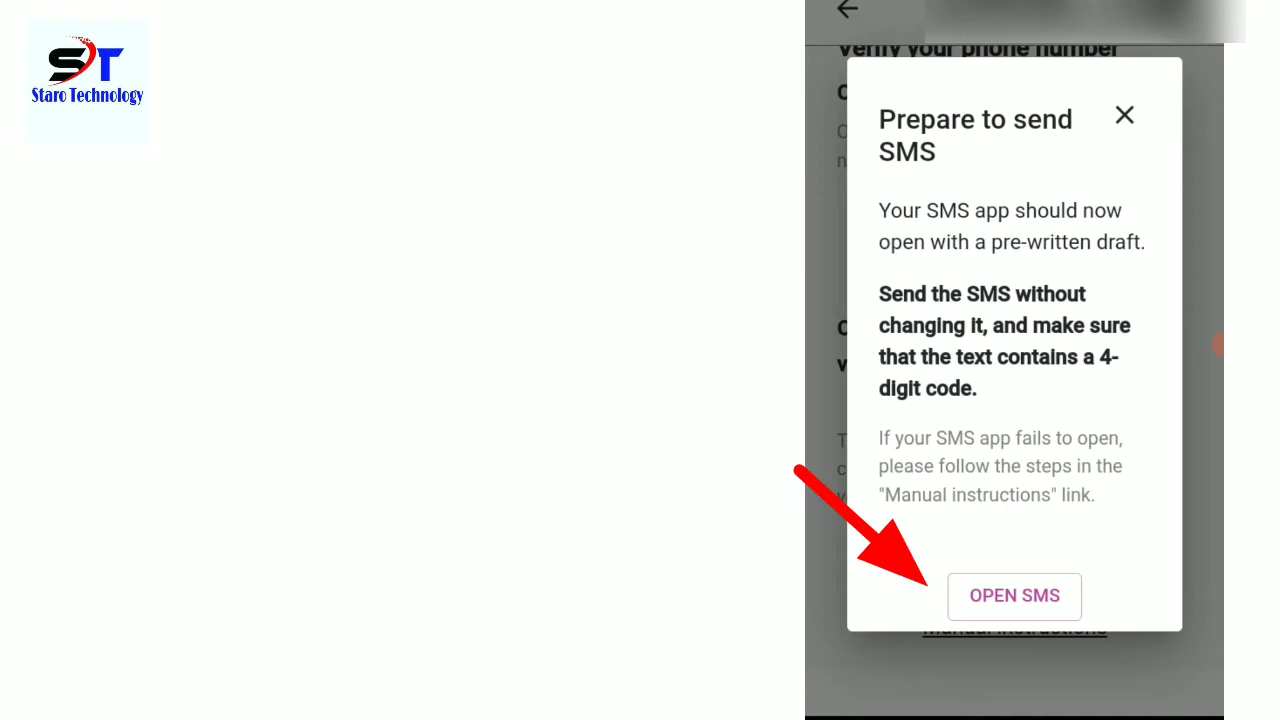 ST
Staro Technology
Verify your phone number
Prepare to send
SMS
Your SMS app should now
open with a pre-written draft.
Send the SMS without
changing it, and make sure
that the text contains a 4-
digit code.
If your SMS app fails to open,
please follow the steps in the
"Manual instructions" link.
OPEN SMS
Manual instructions